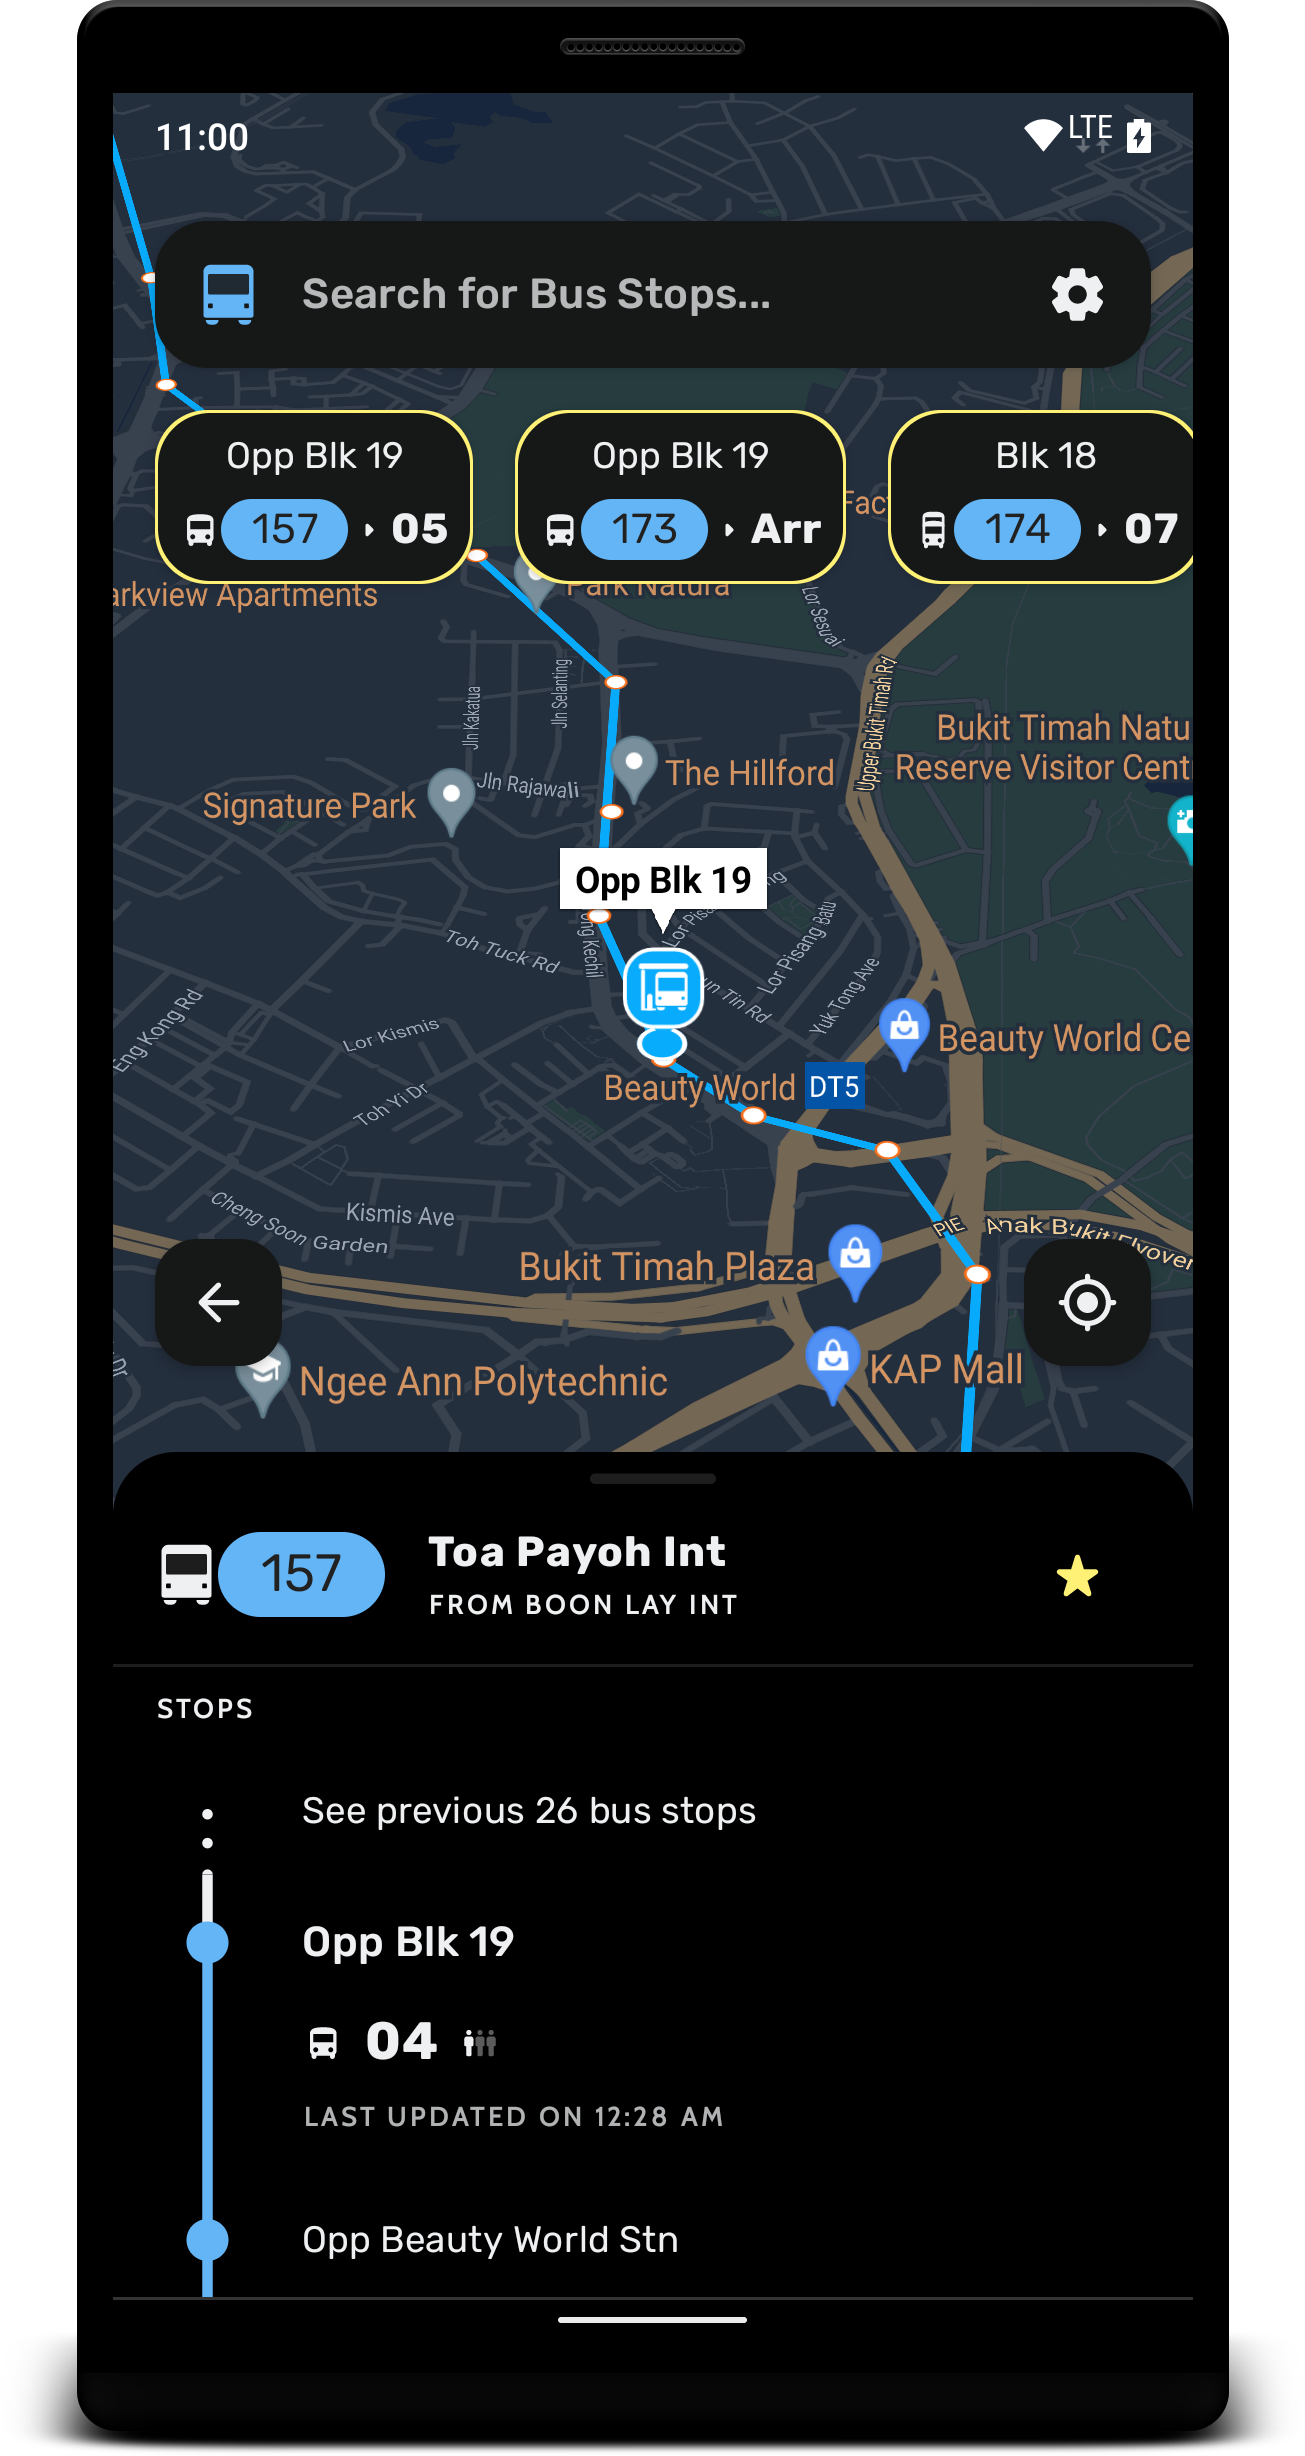 11:00
LTE
Search for Bus Stops...
Opp Blk 19
157 05
Opp Blk 19
173 Arr
Blk 18
174 07
Fac
arkview Apartments
Park Natura
Lor Sesuai
Upper Bukit Timah Rd
Jln Kakatua
Jln Selanting
Bukit Timah Natu
Reserve Visitor Cent
The Hillford
Jln Rajawali
Signature Park
Opp Blk 19
Lor Pisang Batu
Toh Tuck Rd
ong Kechil
un Tin Rd
Yuk Tong Ave
Eng Kong Rd
Lor Kismis
Beauty World Ce
Toh Yi Dr
Beauty World DT5
Cheng Soon Garden
Kismis Ave
PIE
Anak Bukit Flyover
Bukit Timah Plaza
Ngee Ann Polytechnic
KAP Mall
157
Toa Payoh Int
FROM BOON LAY INT
STOPS
See previous 26 bus stops
Opp Blk 19
04
LAST UPDATED ON 12:28 AM
Opp Beauty World Stn